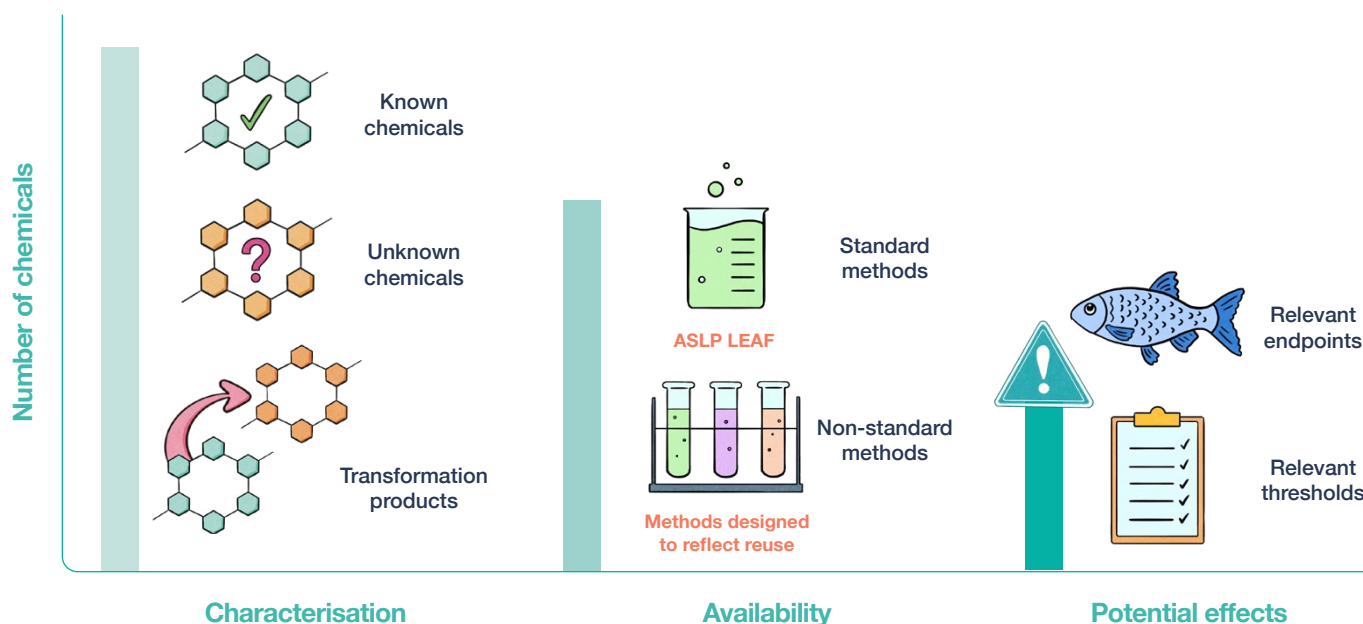 Number of chemicals
Known
chemicals
Unknown
chemicals
Transformation
products
Standard
methods
ASLP LEAF
Non-standard
methods
Methods designed
to reflect reuse
Relevant
endpoints
Relevant
thresholds
Characterisation
Availability
Potential effects